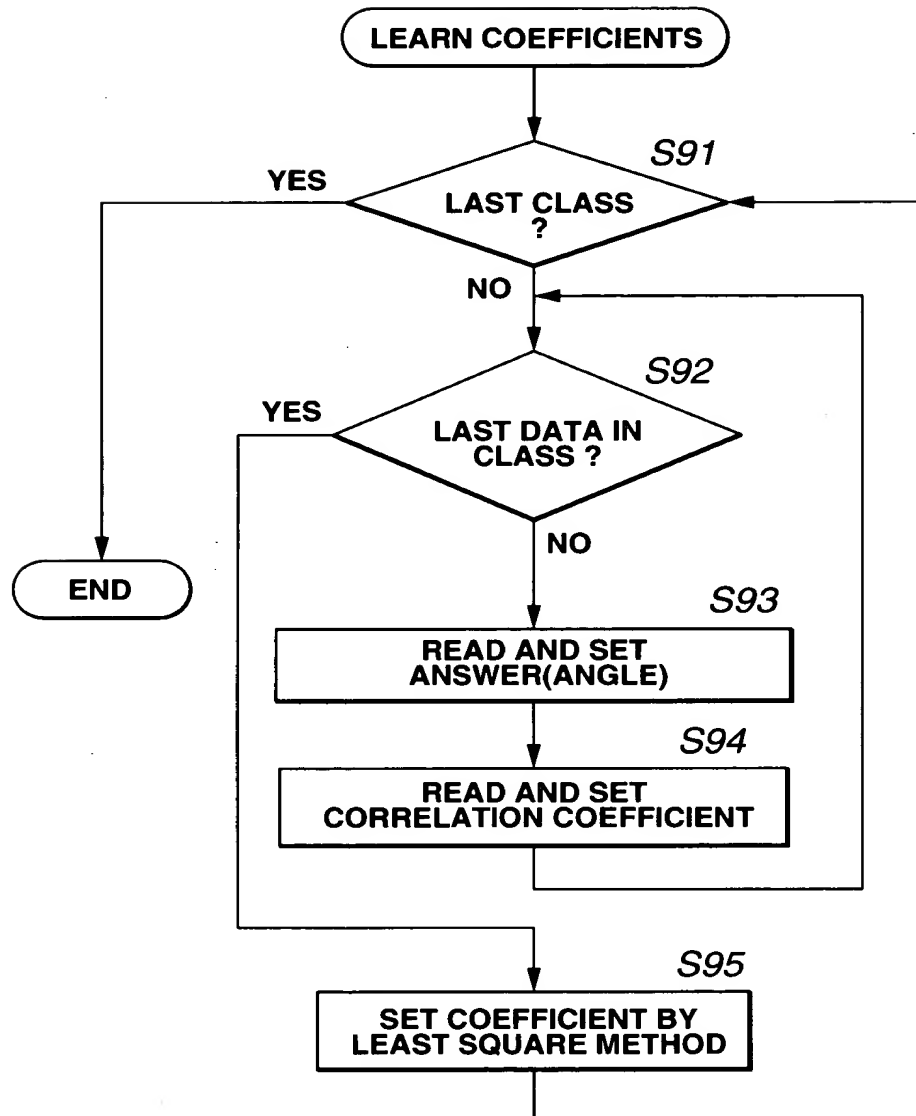 LEARN COEFFICIENTS
S91
YES
LAST CLASS
?
NO
S92
YES
LAST DATA IN
CLASS ?
NO
END
S93
READ AND SET
ANSWER(ANGLE)
S94
READ AND SET
CORRELATION COEFFICIENT
S95
SET COEFFICIENT BY
LEAST SQUARE METHOD